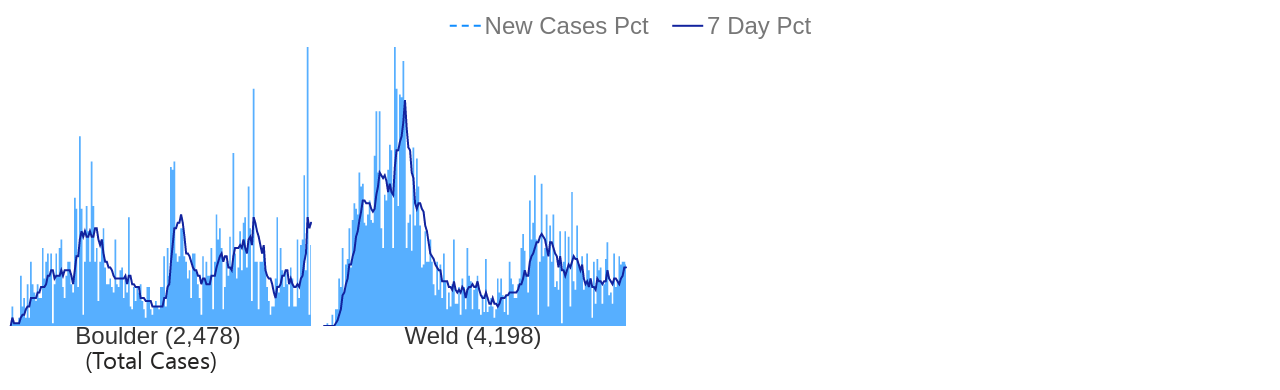 New Cases Pct 7 Day Pct
Boulder (2,478) Weld (4,198)
(Total Cases)